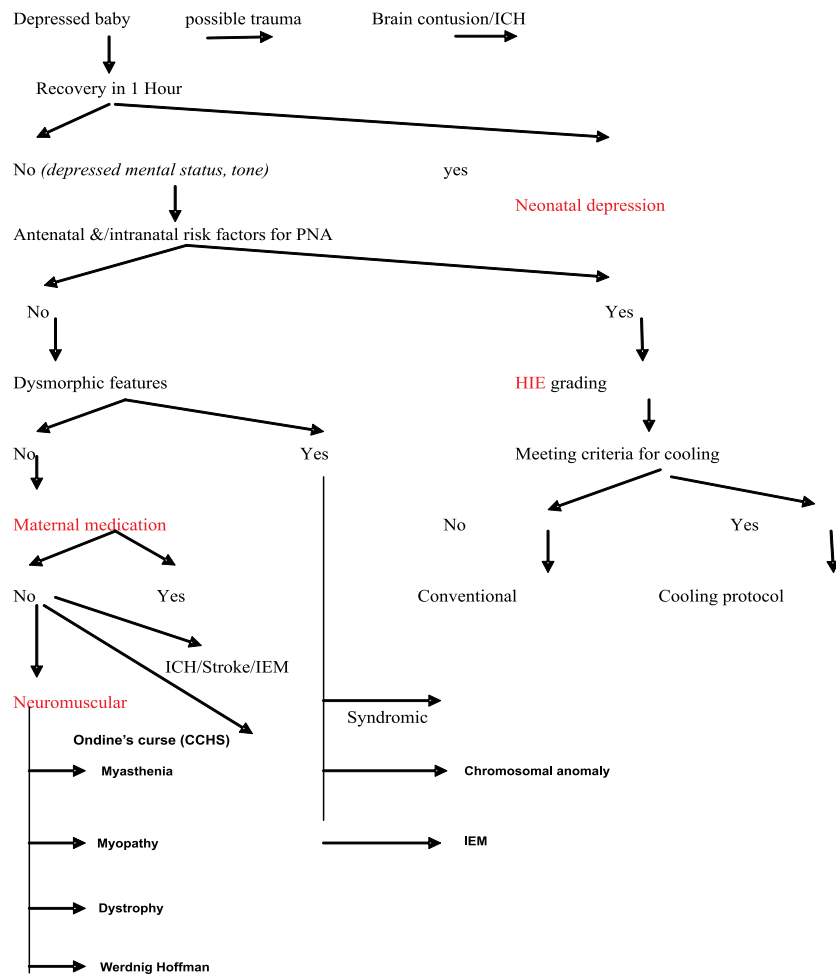 Depressed baby possible trauma Brain contusion/ICH
Recovery in 1 Hour
No (depressed mental status, tone) yes
Neonatal depression
Antenatal &/intranatal risk factors for PNA
No Yes
Dysmorphic features HIE grading
No Yes Meeting criteria for cooling
Maternal medication No Yes
No Yes Conventional Cooling protocol
ICH/Stroke/IEM
Neuromuscular
Syndromic
Ondine's curse (CCHS)
Myasthenia Chromosomal anomaly
Myopathy IEM
Dystrophy
Werdnig Hoffman